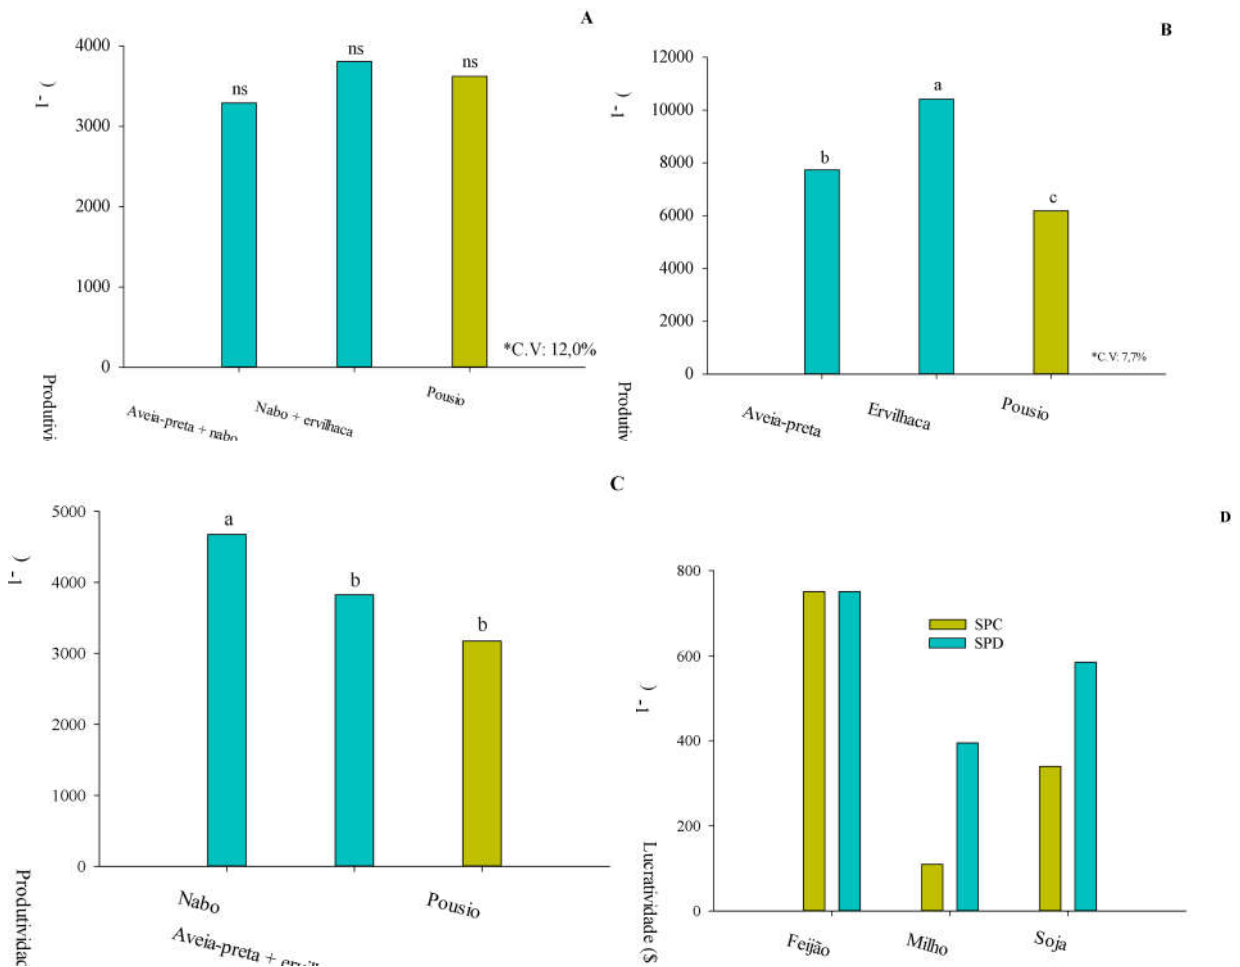 A
4000
3000
2000
1000
0
ns
ns
ns
*C.V: 12,0%
) -1
Produtivi
Aveia-preta + nabo
Nabo + ervilhaca
Pousio
B
12000
10000
8000
6000
4000
2000
0
b
a
c
*C.V: 7,7%
) -1
Produtiv
Aveia-preta
Ervilhaca
Pousio
C
5000
4000
3000
2000
1000
0
a
b
b
) -1
Produtividad
Nabo
Aveia-preta + ervilh
Pousio
D
800
600
400
200
0
SPC
SPD
) -1
Lucratividade ($
Feijão
Milho
Soja